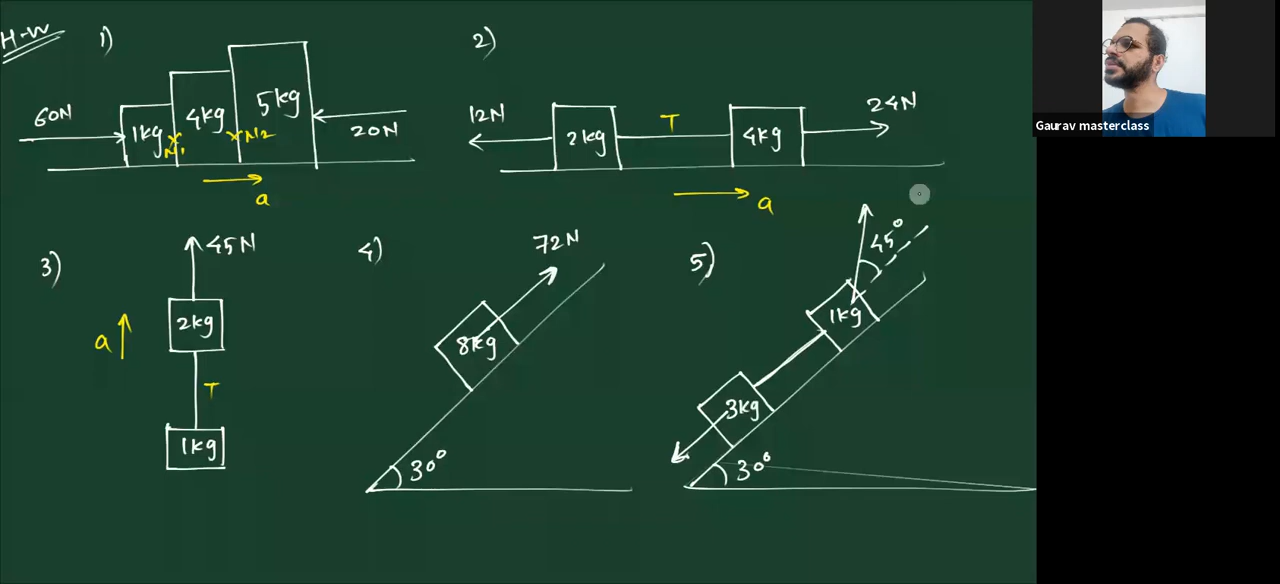 H.W
1)
60N
1kg
4kg
5kg
20N
N1
N2
a
2)
12N
2kg
T
4kg
24N
a
3)
45N
2kg
a
T
1kg
4)
72N
8kg
30°
5)
45°
1kg
3kg
30°
Gaurav masterclass